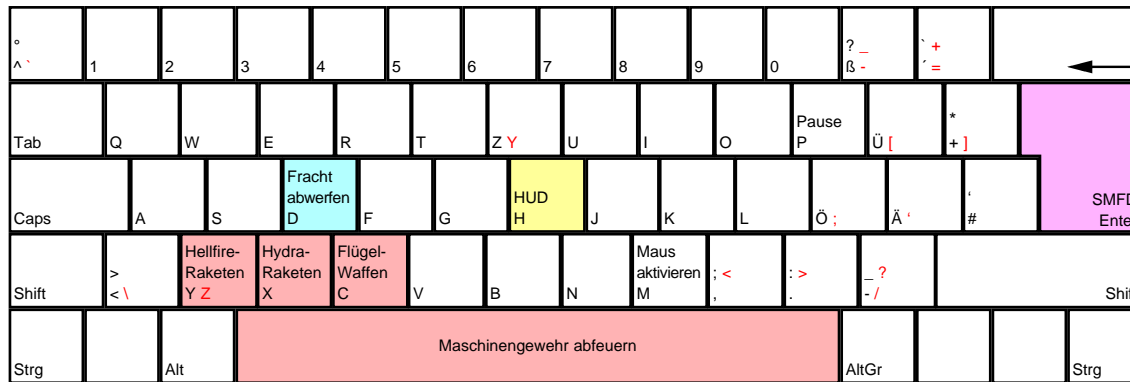 °
^ `
1
2
3
4
5
6
7
8
9
0
? _
ß -
` +
´ =
Tab
Q
W
E
R
T
Z Y
U
I
O
Pause
P
Ü [
*
+ ]
Caps
A
S
Fracht
abwerfen
D
F
G
HUD
H
J
K
L
Ö ;
Ä ‘
‘
#
SMFD
Ente
Shift
>
< \
Hellfire-
Raketen
Y Z
Hydra-
Raketen
X
Flügel-
Waffen
C
V
B
N
Maus
aktivieren
M
; <
,
: >
.
_ ?
- /
Shif
Strg
Alt
Maschinengewehr abfeuern
AltGr
Strg